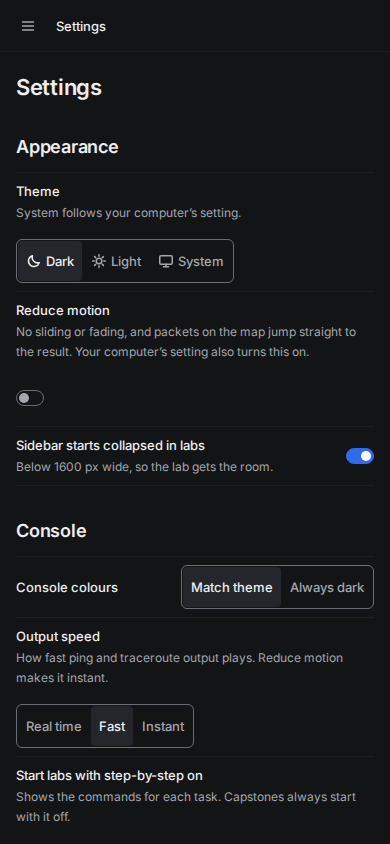 Settings
Settings
Appearance
Theme
System follows your computer’s setting.
Dark
Light
System
Reduce motion
No sliding or fading, and packets on the map jump straight to
the result. Your computer’s setting also turns this on.
Sidebar starts collapsed in labs
Below 1600 px wide, so the lab gets the room.
Console
Console colours
Match theme
Always dark
Output speed
How fast ping and traceroute output plays. Reduce motion
makes it instant.
Real time
Fast
Instant
Start labs with step-by-step on
Shows the commands for each task. Capstones always start
with it off.